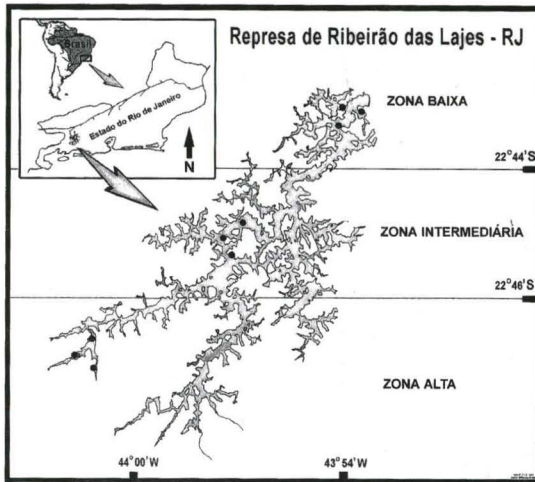 Represa de Ribeirão das Lajes - RJ
Brasil
Estado do Rio de Janeiro
N
ZONA BAIXA
22°44'S
ZONA INTERMEDIÁRIA
22°46'S
ZONA ALTA
44°00'W
43°54'W